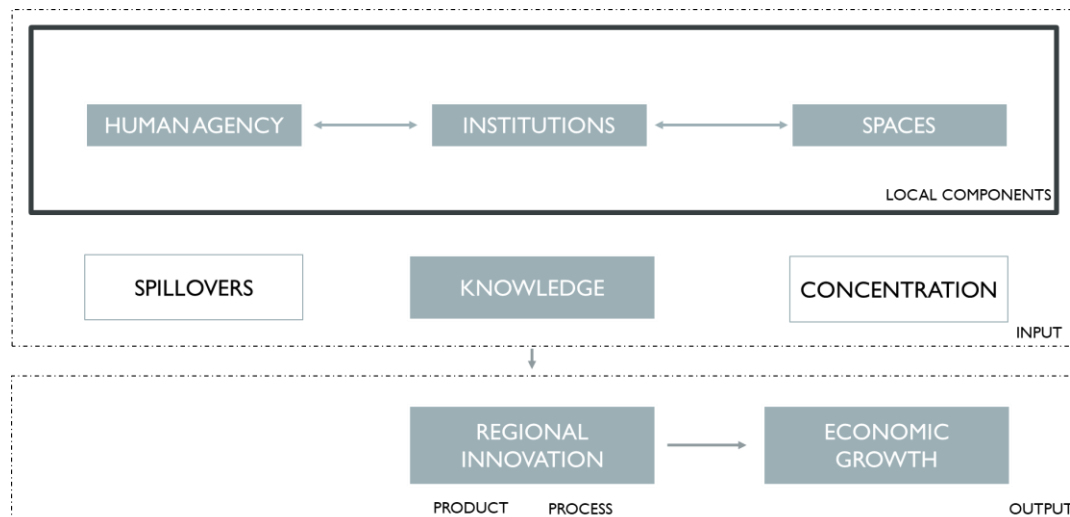 HUMAN AGENCY
INSTITUTIONS
SPACES
LOCAL COMPONENTS
SPILLOVERS
KNOWLEDGE
CONCENTRATION
INPUT
REGIONAL
INNOVATION
ECONOMIC
GROWTH
PRODUCT
PROCESS
OUTPUT